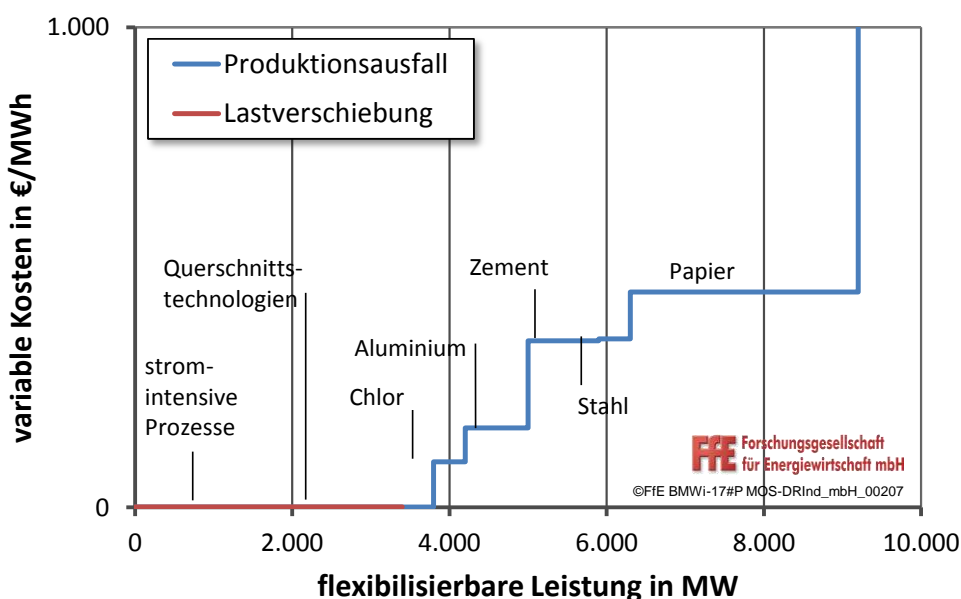 1.000
Produktionsausfall
Lastverschiebung
variable Kosten in €/MWh
Querschnitts-
technologien
Zement
Papier
strom-
intensive
Prozesse
Aluminium
Chlor
Stahl
FfE Forschungsgesellschaft
für Energiewirtschaft mbH
©FfE BMWi-17#P MOS-DRInd_mbH_00207
0
0 2.000 4.000 6.000 8.000 10.000
flexibilisierbare Leistung in MW